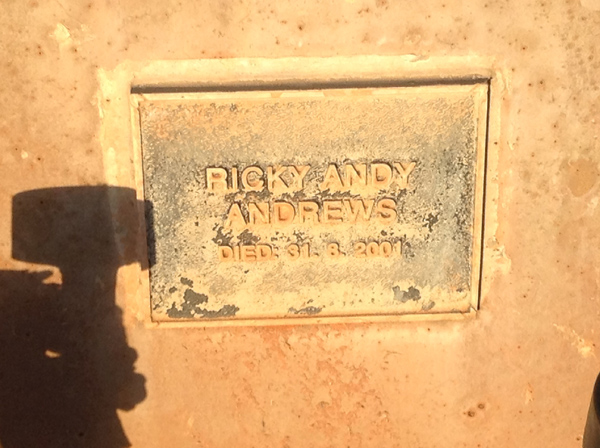 RICKY ANDY
ANDREWS
DIED: 31. 8. 2001